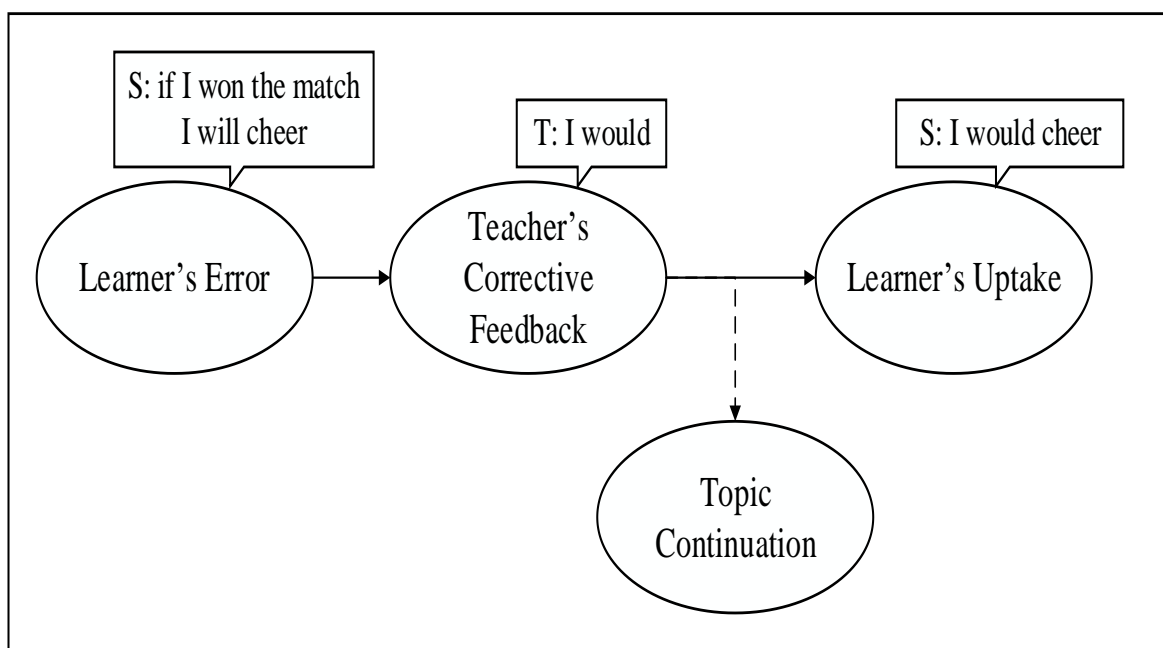 S: if I won the match
I will cheer
T: I would
S: I would cheer
Learner’s Error
Teacher’s
Corrective
Feedback
Learner’s Uptake
Topic
Continuation